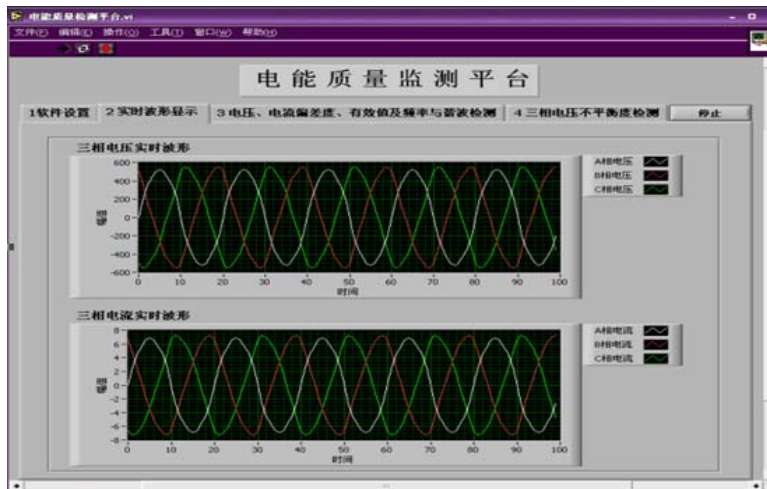 电能质量检测平台.vi
文件(F) 编辑(E) 操作(O) 工具(T) 窗口(W) 帮助(H)
电能质量监测平台
1软件设置 2实时波形显示 3电压、电流偏差度、有效值及频率与谐波检测 4三相电压不平衡度检测 停止
三相电压实时波形
600
400
200
0
-200
-400
-600
幅值
0 10 20 30 40 50 60 70 80 90 100
时间
A相电压
B相电压
C相电压
三相电流实时波形
8
6
4
2
0
-2
-4
-6
-8
幅值
0 10 20 30 40 50 60 70 80 90 100
时间
A相电流
B相电流
C相电流